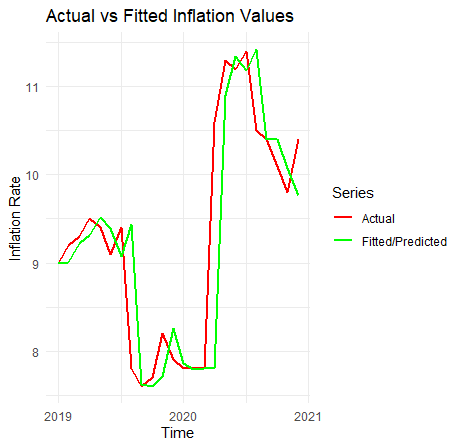 Actual vs Fitted Inflation Values
11
10
9
8
Inflation Rate
2019
2020
2021
Time
Series
Actual
Fitted/Predicted